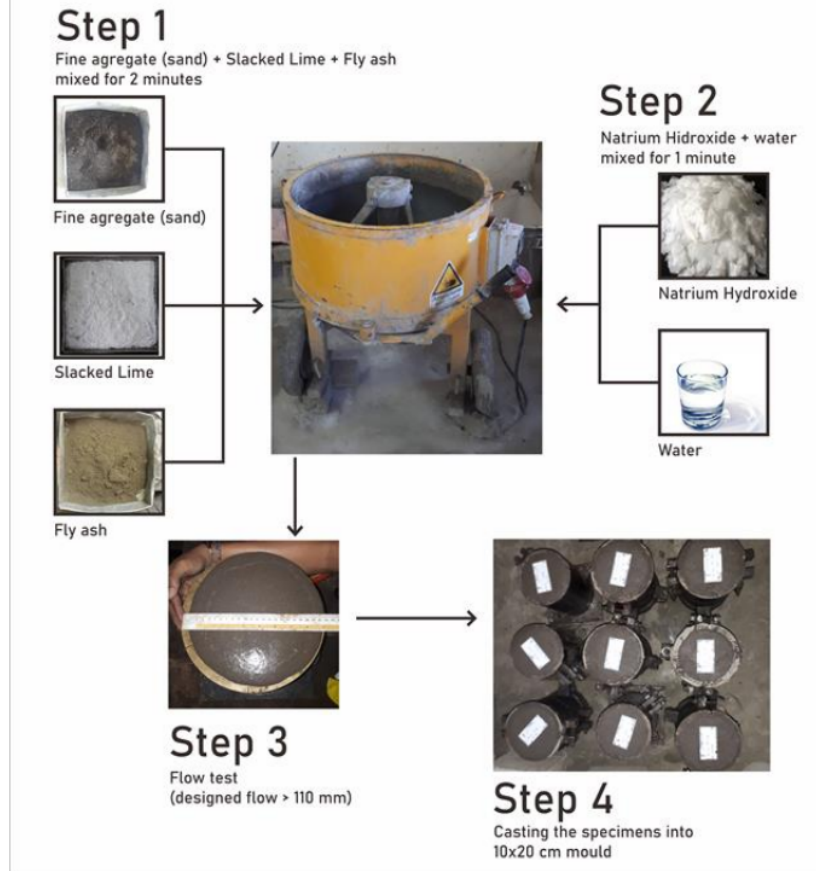 Step 1
Fine agregate (sand) + Slacked Lime + Fly ash
mixed for 2 minutes
Fine agregate (sand)
Slacked Lime
Fly ash
Step 2
Natrium Hidroxide + water
mixed for 1 minute
Natrium Hydroxide
Water
Step 3
Flow test
(designed flow > 110 mm)
Step 4
Casting the specimens into
10x20 cm mould